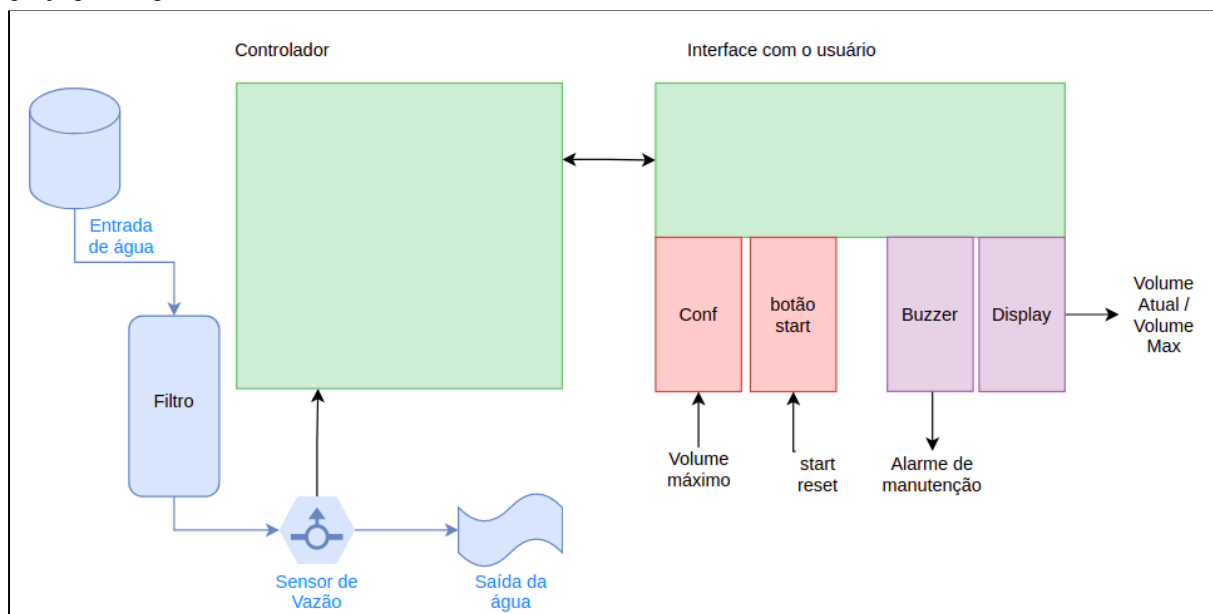 Controlador
Interface com o usuário
Entrada
de água
Filtro
Sensor de
Vazão
Saída da
água
Conf
botão
start
Buzzer
Display
Volume
Atual /
Volume
Max
Volume
máximo
start
reset
Alarme de
manutenção